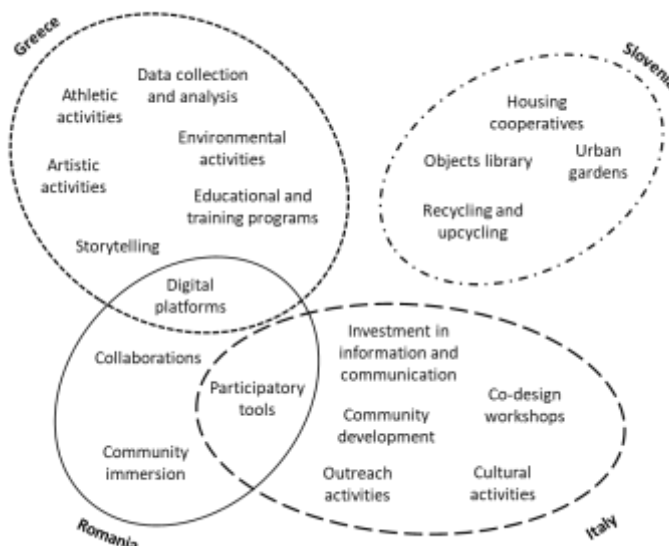 Greece
Data collection
and analysis
Athletic
activities
Environmental
activities
Artistic
activities
Educational and
training programs
Storytelling
Digital
platforms
Slovenia
Housing
cooperatives
Objects library
Urban
gardens
Recycling and
upcycling
Collaborations
Participatory
tools
Community
immersion
Romania
Investment in
information and
communication
Co-design
workshops
Community
development
Outreach
activities
Cultural
activities
Italy